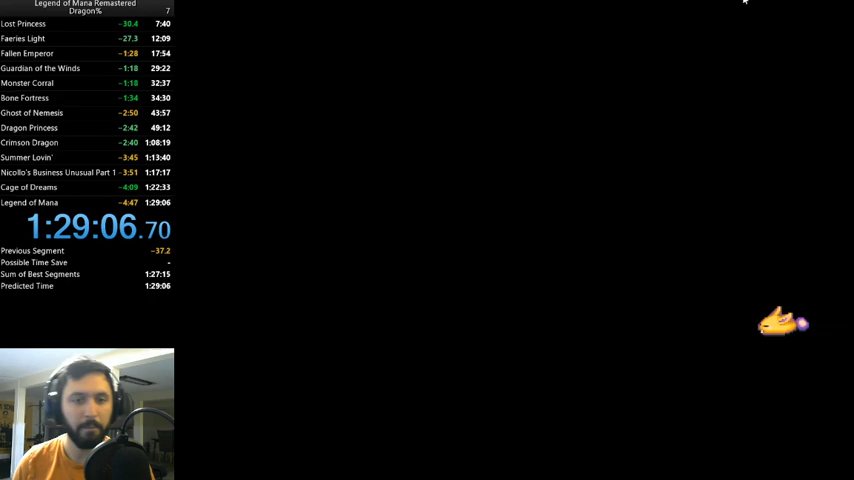 Legend of Mana Remastered
Dragon% 7
Lost Princess -30.4 7:40
Faeries Light -27.3 12:09
Fallen Emperor -1:28 17:54
Guardian of the Winds -1:18 29:22
Monster Corral -1:18 32:37
Bone Fortress -1:34 34:30
Ghost of Nemesis -2:50 43:57
Dragon Princess -2:42 49:12
Crimson Dragon -2:40 1:08:19
Summer Lovin' -3:45 1:13:40
Nicollo's Business Unusual Part 1 -3:51 1:17:17
Cage of Dreams -4:09 1:22:33
Legend of Mana -4:47 1:29:06
1:29:06.70
Previous Segment -37.2
Possible Time Save -
Sum of Best Segments 1:27:15
Predicted Time 1:29:06